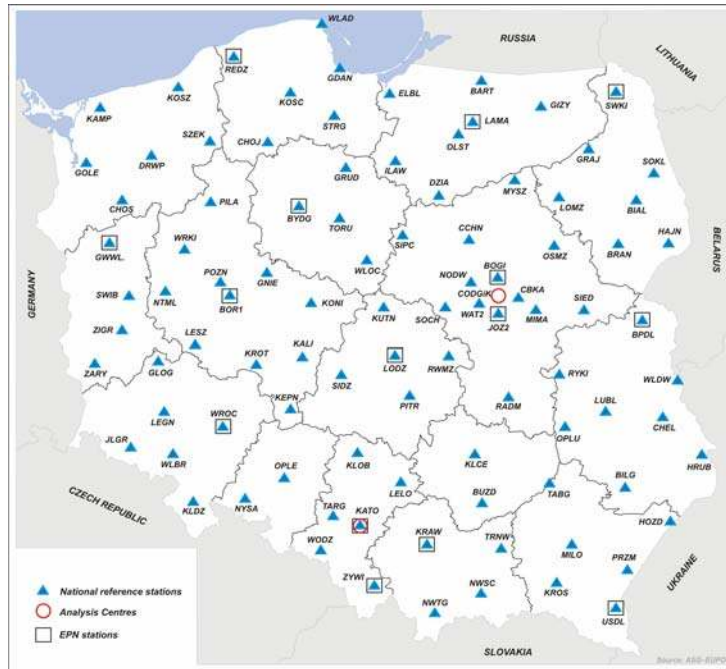 WLAD
RUSSIA
LITHUANIA
REDZ
GDAN
KOSZ
KOSC
ELBL
BART
GIZY
SWKI
KAMP
STRG
LAMA
SZEK
CHOJ
OLST
GOLE
DRWP
ILAW
GRAJ
SOKL
GRUD
DZIA
MYSZ
CHOS
PILA
BYDG
LOMZ
BIAL
TORU
GWWL
WRKI
SIPC
CCHN
HAJN
BRAN
OSMZ
BELARUS
WLOC
BOGI
POZN
GNIE
NODW
GERMANY
SWIB
NTML
BOR1
KONI
CODGIK
CBKA
SIED
KUTN
SOCH
WAT2
MIMA
JOZ2
BPDL
ZIGR
LESZ
KALI
ZARY
GLOG
KROT
SIDZ
LODZ
RWMZ
RYKI
WLDW
KEPN
PITR
RADM
LUBL
LEGN
WROC
CHEL
OPLU
JLGR
WLBR
OPLE
KLOB
KLCE
HRUB
LELO
BUZD
TABG
BILG
CZECH REPUBLIC
KLDZ
NYSA
TARG
KATO
HOZD
WODZ
KRAW
TRNW
MILO
PRZM
UKRAINE
ZYWI
NWTG
NWSC
KROS
USDL
SLOVAKIA
National reference stations
Analysis Centres
EPN stations
Source: ASG-EUPO